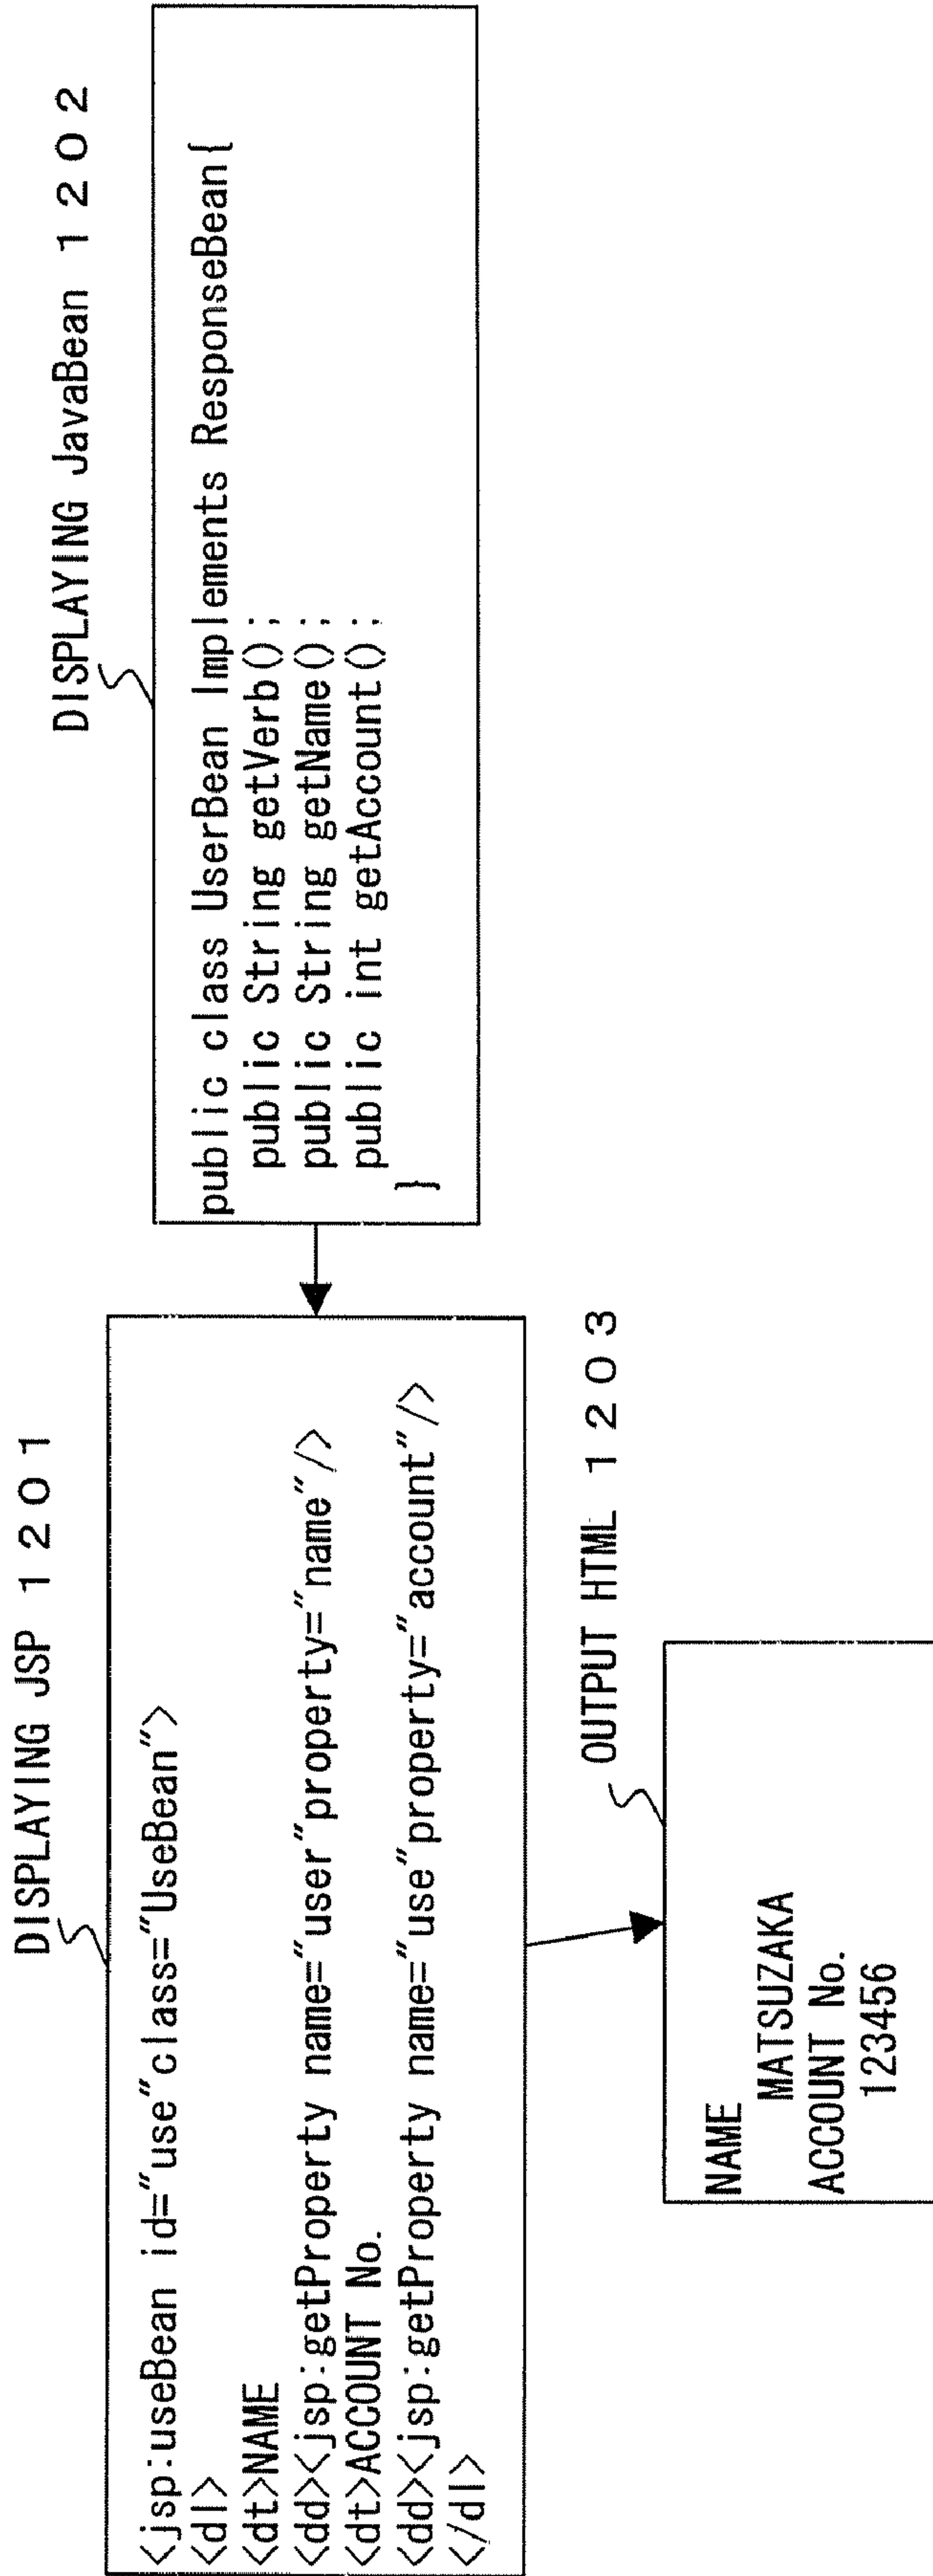 DISPLAYING JSP 1201
<jsp:useBean id="use"class="UseBean">
<dl>
<dt>NAME
<dd><jsp:getProperty name="user"property="name"/>
<dt>ACCOUNT No.
<dd><jsp:getProperty name="use"property="account"/>
</dl>
DISPLAYING JavaBean 1202
public class UserBean Implements ResponseBean{
public String getVerb();
public String getName();
public int getAccount();
}
OUTPUT HTML 1203
NAME
MATSUZAKA
ACCOUNT No.
123456